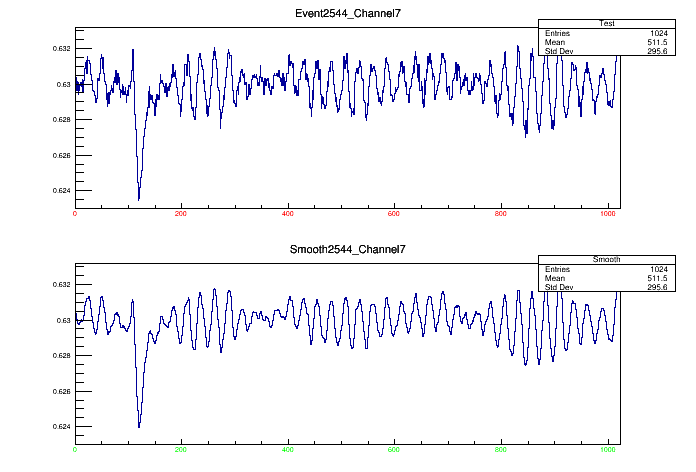 Event2544_Channel7
Test
Entries 1024
Mean 511.5
Std Dev 295.6
0.632
0.63
0.628
0.626
0.624
0 200 400 600 800 1000
Smooth2544_Channel7
Smooth
Entries 1024
Mean 511.5
Std Dev 295.6
0.632
0.63
0.628
0.626
0.624
0 200 400 600 800 1000